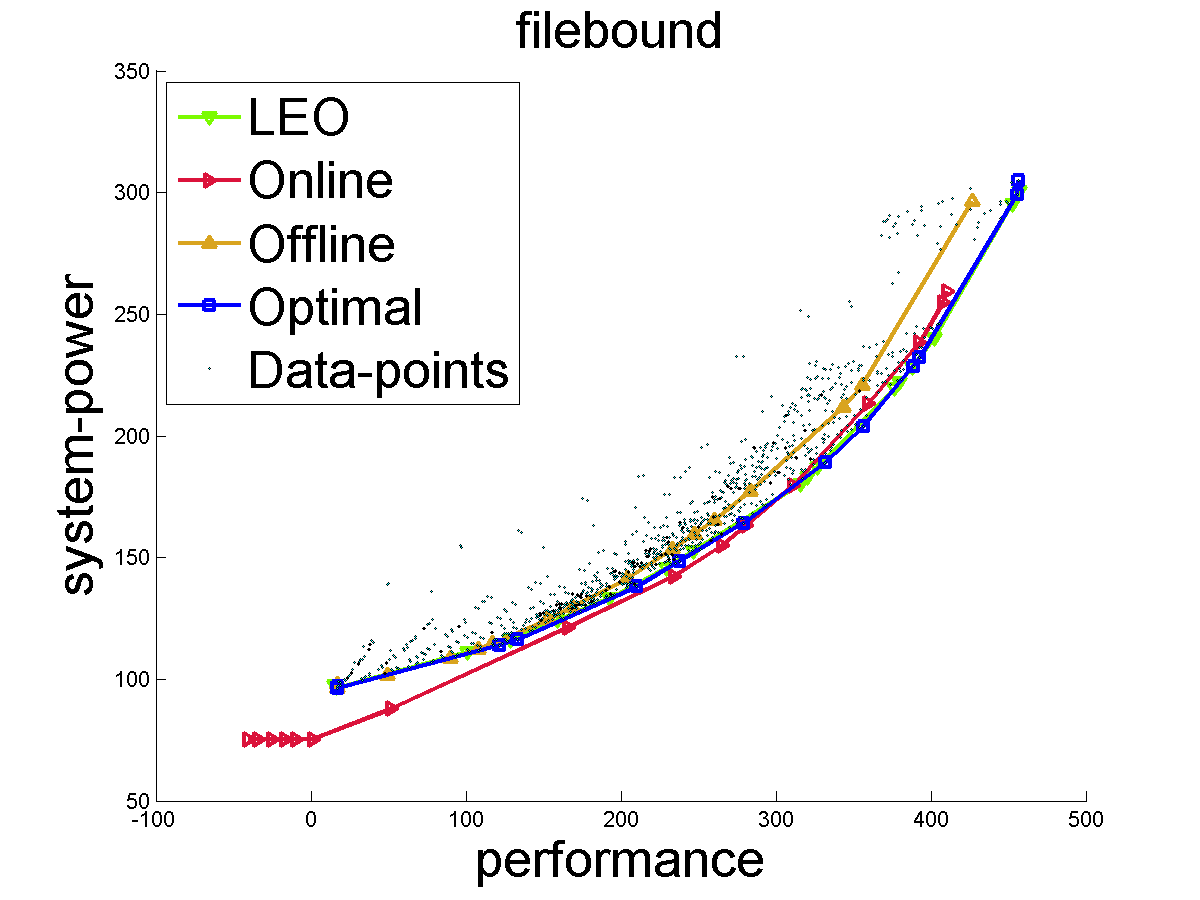 filebound
350
300
250
200
150
100
50
system-power
LEO
Online
Offline
Optimal
Data-points
-100 0 100 200 300 400 500
performance